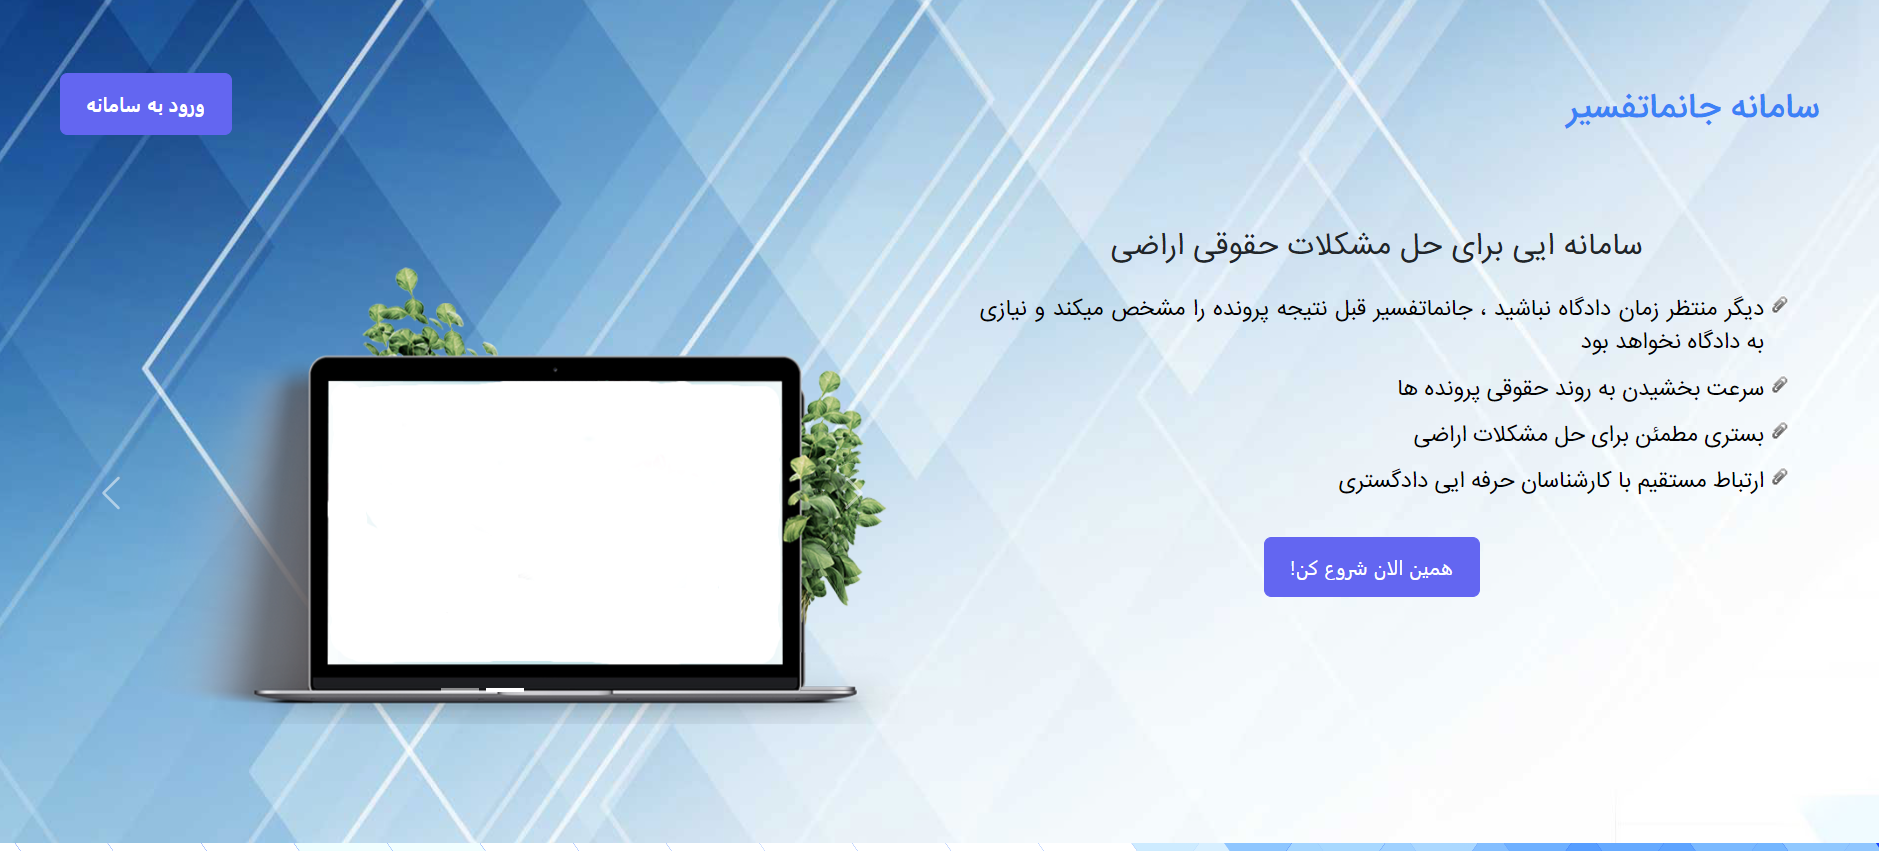 سامانه جانماتفسیر
ورود به سامانه
سامانه ایی برای حل مشکلات حقوقی اراضی
دیگر منتظر زمان دادگاه نباشید ، جانماتفسیر قبل نتیجه پرونده را مشخص میکند و نیازی
به دادگاه نخواهد بود
سرعت بخشیدن به روند حقوقی پرونده ها
بستری مطمئن برای حل مشکلات اراضی
ارتباط مستقیم با کارشناسان حرفه ایی دادگستری
همین الان شروع کن!